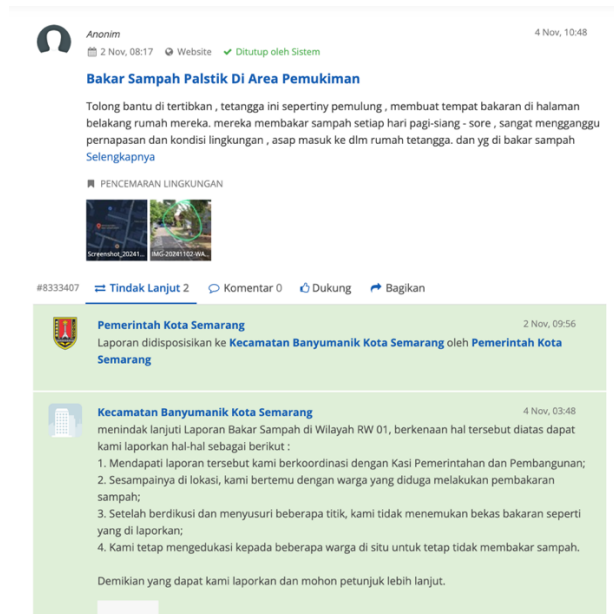 Anonim
4 Nov, 10:48
2 Nov, 08:17 Website Ditutup oleh Sistem
Bakar Sampah Palstik Di Area Pemukiman
Tolong bantu di tertibkan , tetangga ini sepertiny pemulung , membuat tempat bakaran di halaman
belakang rumah mereka. mereka membakar sampah setiap hari pagi-siang - sore , sangat mengganggu
pernapasan dan kondisi lingkungan , asap masuk ke dlm rumah tetangga. dan yg di bakar sampah
Selengkapnya
PENCEMARAN LINGKUNGAN
Screenshot_20241... IMG-20241102-WA...
#8333407 Tindak Lanjut 2 Komentar 0 Dukung Bagikan
Pemerintah Kota Semarang
2 Nov, 09:56
Laporan didisposisikan ke Kecamatan Banyumanik Kota Semarang oleh Pemerintah Kota
Semarang
Kecamatan Banyumanik Kota Semarang
4 Nov, 03:48
menindak lanjuti Laporan Bakar Sampah di Wilayah RW 01, berkenaan hal tersebut diatas dapat
kami laporkan hal-hal sebagai berikut :
1. Mendapati laporan tersebut kami berkoordinasi dengan Kasi Pemerintahan dan Pembangunan;
2. Sesampainya di lokasi, kami bertemu dengan warga yang diduga melakukan pembakaran
sampah;
3. Setelah berdikusi dan menyusuri beberapa titik, kami tidak menemukan bekas bakaran seperti
yang di laporkan;
4. Kami tetap mengedukasi kepada beberapa warga di situ untuk tetap tidak membakar sampah.
Demikian yang dapat kami laporkan dan mohon petunjuk lebih lanjut.